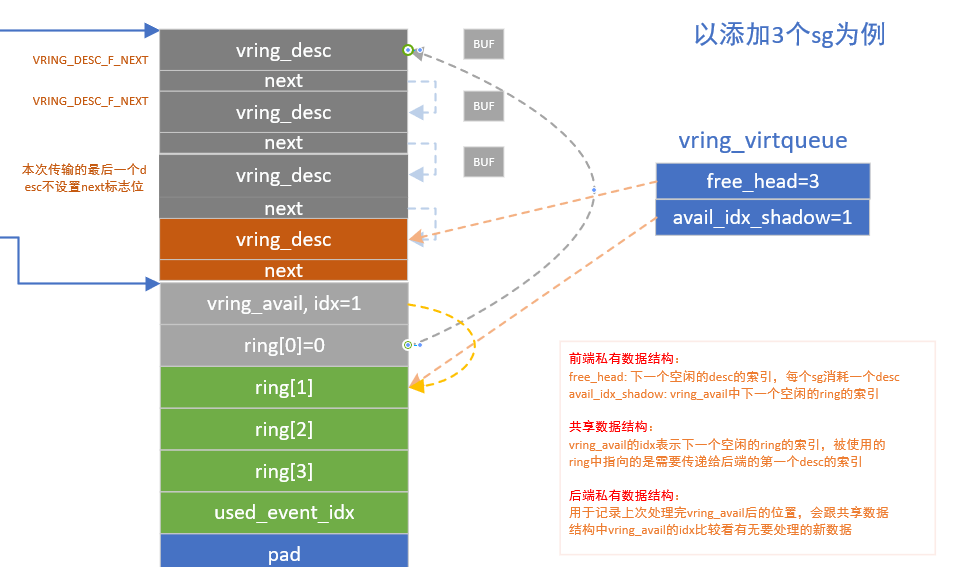 以添加3个sg为例
vring_desc
BUF
VRING_DESC_F_NEXT
next
VRING_DESC_F_NEXT
vring_desc
BUF
next
本次传输的最后一个d
esc不设置next标志位
vring_desc
BUF
next
vring_desc
next
vring_virtqueue
free_head=3
avail_idx_shadow=1
vring_avail, idx=1
ring[0]=0
ring[1]
ring[2]
ring[3]
used_event_idx
pad
前端私有数据结构：
free_head: 下一个空闲的desc的索引，每个sg消耗一个desc
avail_idx_shadow: vring_avail中下一个空闲的ring的索引
共享数据结构：
vring_avail的idx表示下一个空闲的ring的索引，被使用的
ring中指向的是需要传递给后端的第一个desc的索引
后端私有数据结构：
用于记录上次处理完vring_avail后的位置，会跟共享数据
结构中vring_avail的idx比较看有无要处理的新数据